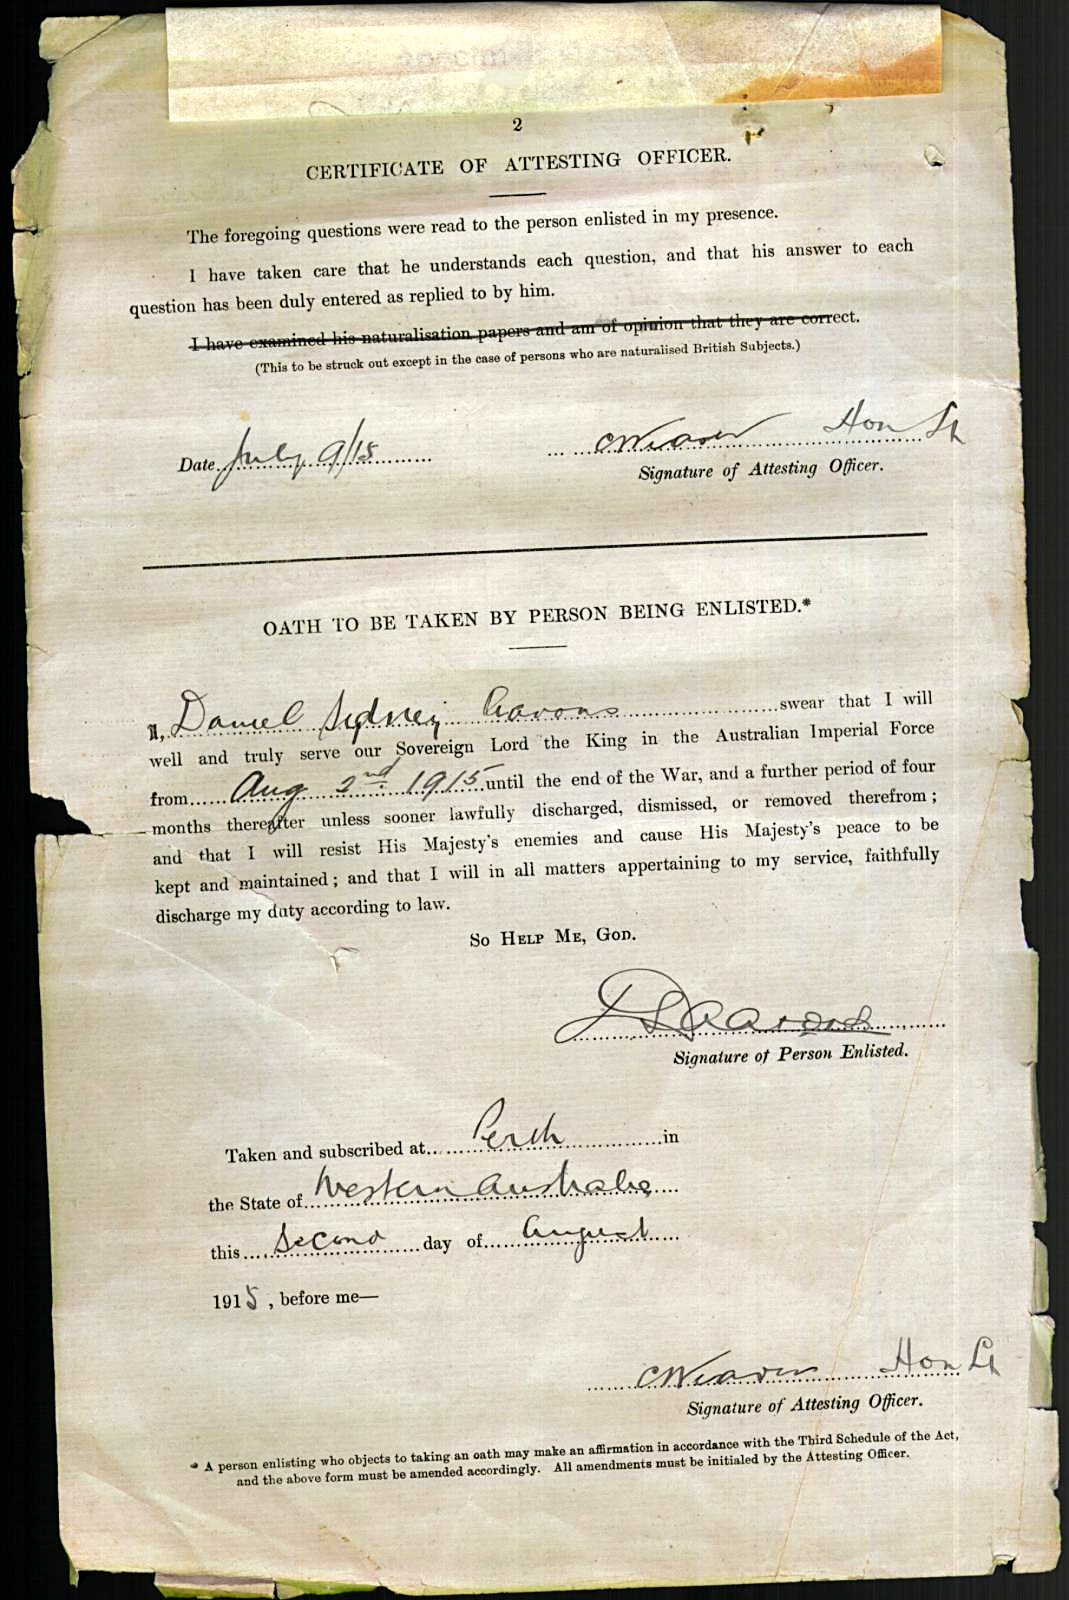 2
CERTIFICATE OF ATTESTING OFFICER.
The foregoing questions were read to the person enlisted in my presence.
I have taken care that he understands each question, and that his answer to each
question has been duly entered as replied to by him.
I have examined his naturalisation papers and am of opinion that they are correct.
(This to be struck out except in the case of persons who are naturalised British Subjects.)
Date July 9/15 CWeaver Hon Lt
Signature of Attesting Officer.
OATH TO BE TAKEN BY PERSON BEING ENLISTED.*
I, Daniel Sidney Aarons swear that I will
well and truly serve our Sovereign Lord the King in the Australian Imperial Force
from Aug 2nd 1915 until the end of the War, and a further period of four
months thereafter unless sooner lawfully discharged, dismissed, or removed therefrom;
and that I will resist His Majesty's enemies and cause His Majesty's peace to be
kept and maintained; and that I will in all matters appertaining to my service, faithfully
discharge my duty according to law.
So Help Me, God.
DSAarons
Signature of Person Enlisted.
Taken and subscribed at Perth in
the State of Western Australia
this Second day of August
1915, before me—
CWeaver Hon Lt
Signature of Attesting Officer.
* A person enlisting who objects to taking an oath may make an affirmation in accordance with the Third Schedule of the Act,
and the above form must be amended accordingly. All amendments must be initialed by the Attesting Officer.